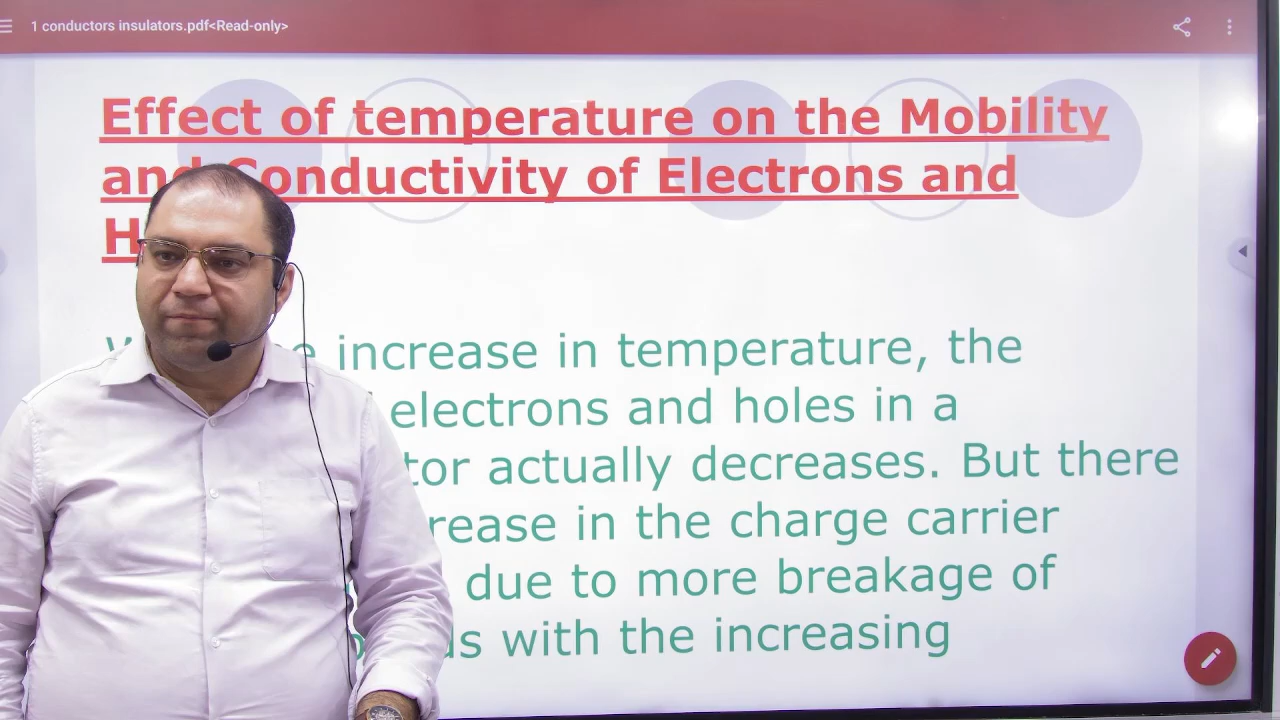 1 conductors insulators.pdf<Read-only>
Effect of temperature on the Mobility
and Conductivity of Electrons and
H
e increase in temperature, the
electrons and holes in a
tor actually decreases. But there
rease in the charge carrier
due to more breakage of
ds with the increasing